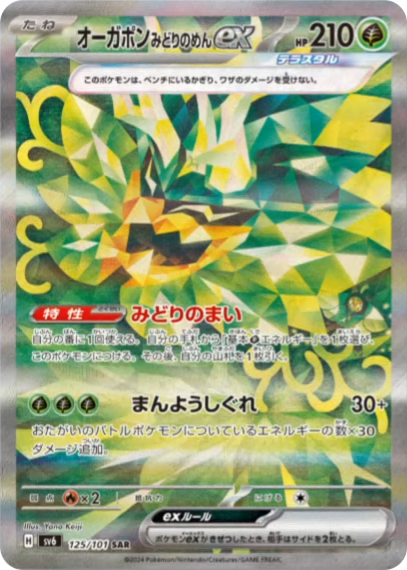 たね オーガポン みどりのめん ex HP 210
テラスタル
このポケモンは、ベンチにいるかぎり、ワザのダメージを受けない。
特性 みどりのまい
自分の番に1回使える。自分の手札から「基本エネルギー」を1枚選び、
このポケモンにつける。その後、自分の山札を1枚引く。
まんようしぐれ 30+
おたがいのバトルポケモンについているエネルギーの数×30
ダメージ追加。
弱点 ×2 抵抗力 にげる
Illus. Yano Keiji
exルール
ポケモンexがきぜつしたとき、相手はサイドを2枚とる。
H sv6 125/101 SAR
©2024 Pokémon/Nintendo/Creatures/GAME FREAK.